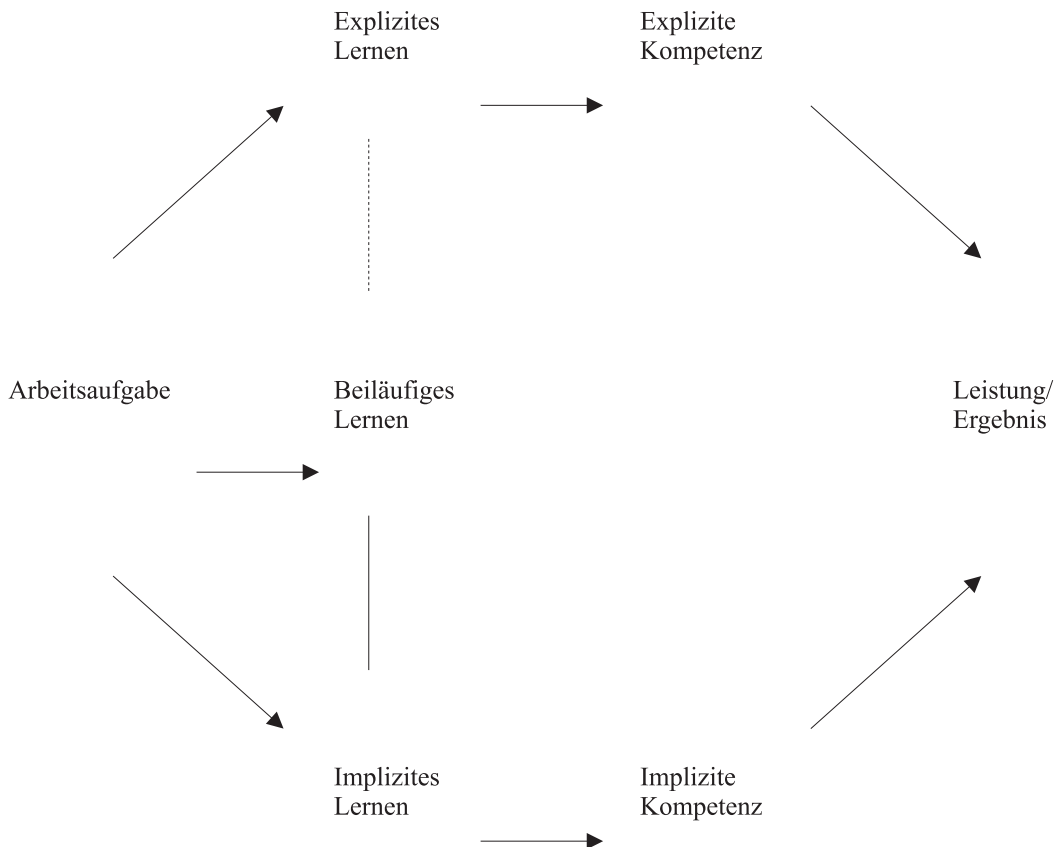 Explizites
Lernen
Explizite
Kompetenz
Arbeitsaufgabe
Beiläufiges
Lernen
Leistung/
Ergebnis
Implizites
Lernen
Implizite
Kompetenz